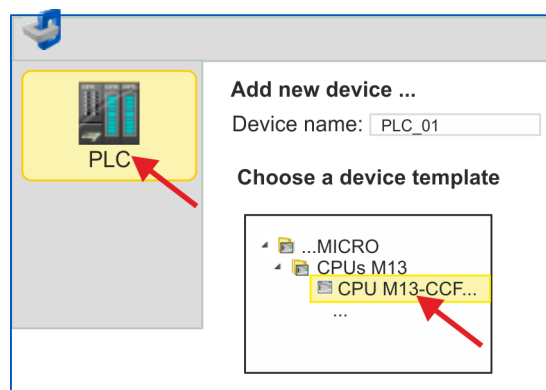 PLC
Add new device ...
Device name: PLC_01
Choose a device template
...MICRO
CPUs M13
CPU M13-CCF...
...